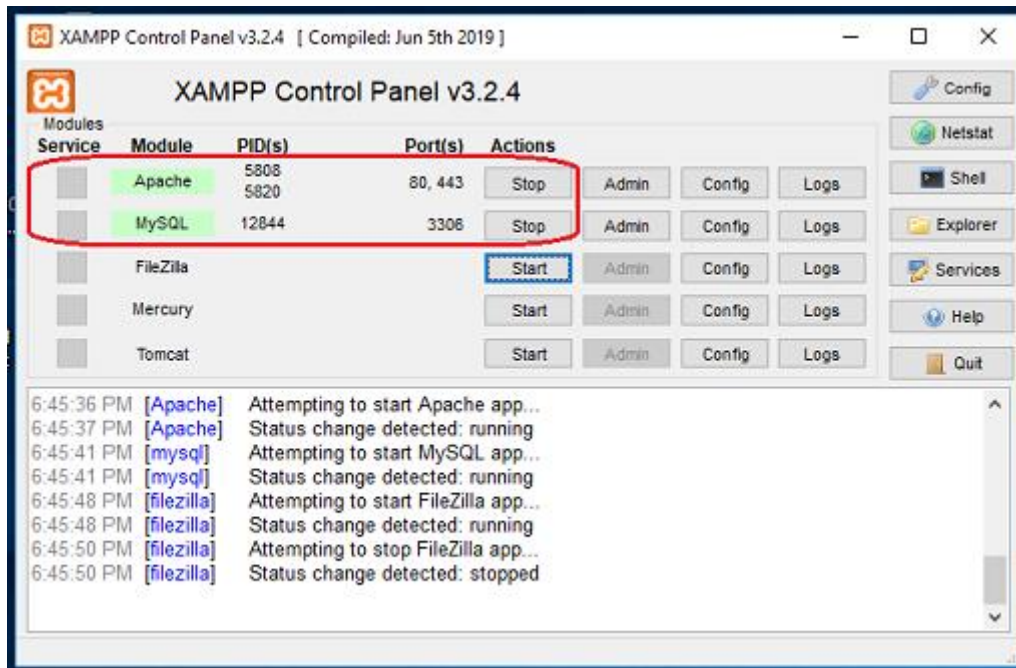 XAMPP Control Panel v3.2.4 [ Compiled: Jun 5th 2019 ]
XAMPP Control Panel v3.2.4
Config
Modules
Service Module PID(s) Port(s) Actions
Netstat
Apache 5808 5820 80, 443 Stop Admin Config Logs
Shell
MySQL 12844 3306 Stop Admin Config Logs
Explorer
FileZilla Start Admin Config Logs
Services
Mercury Start Admin Config Logs
Help
Tomcat Start Admin Config Logs
Quit
6:45:36 PM [Apache] Attempting to start Apache app...
6:45:37 PM [Apache] Status change detected: running
6:45:41 PM [mysql] Attempting to start MySQL app...
6:45:41 PM [mysql] Status change detected: running
6:45:48 PM [filezilla] Attempting to start FileZilla app...
6:45:48 PM [filezilla] Status change detected: running
6:45:50 PM [filezilla] Attempting to stop FileZilla app...
6:45:50 PM [filezilla] Status change detected: stopped